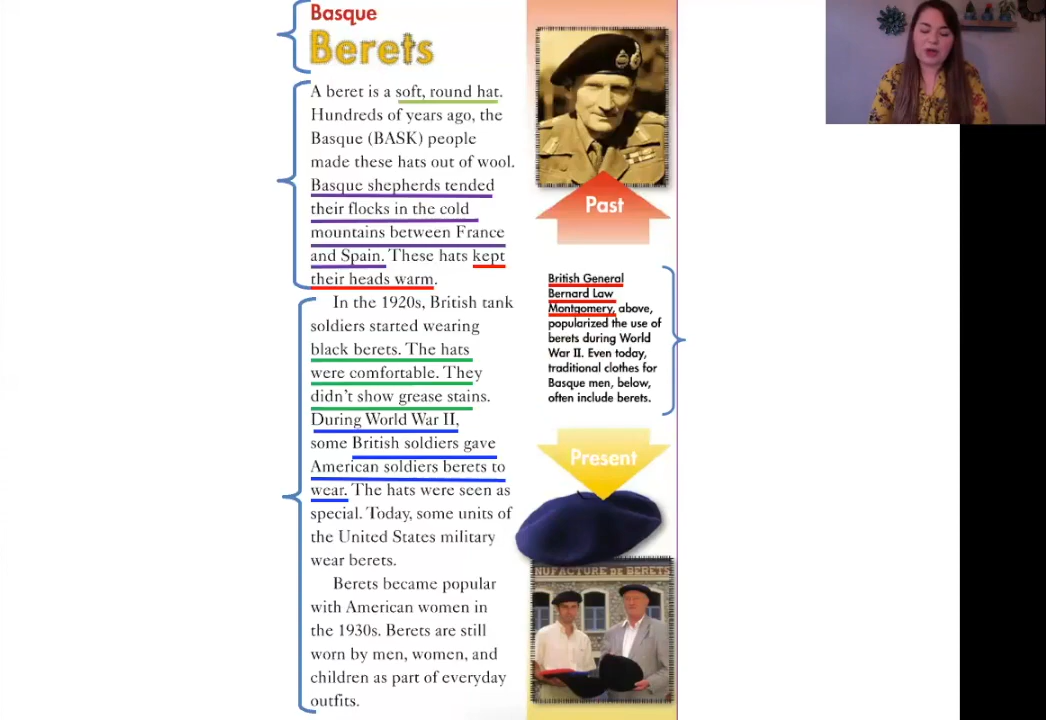 Basque
Berets
A beret is a soft, round hat.
Hundreds of years ago, the
Basque (BASK) people
made these hats out of wool.
Basque shepherds tended
their flocks in the cold
mountains between France
and Spain. These hats kept
their heads warm.
In the 1920s, British tank
soldiers started wearing
black berets. The hats
were comfortable. They
didn't show grease stains.
During World War II,
some British soldiers gave
American soldiers berets to
wear. The hats were seen as
special. Today, some units of
the United States military
wear berets.
Berets became popular
with American women in
the 1930s. Berets are still
worn by men, women, and
children as part of everyday
outfits.
Past
British General
Bernard Law
Montgomery, above,
popularized the use of
berets during World
War II. Even today,
traditional clothes for
Basque men, below,
often include berets.
Present
NUFACTURE DE BERETS